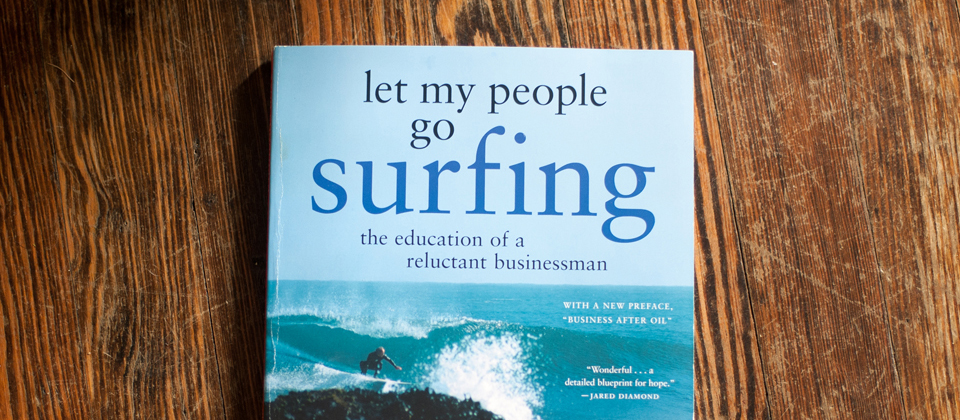 let my people
go
surfing
the education of a
reluctant businessman
WITH A NEW PREFACE,
“BUSINESS AFTER OIL”
“Wonderful . . . a
detailed blueprint for hope.”
—JARED DIAMOND